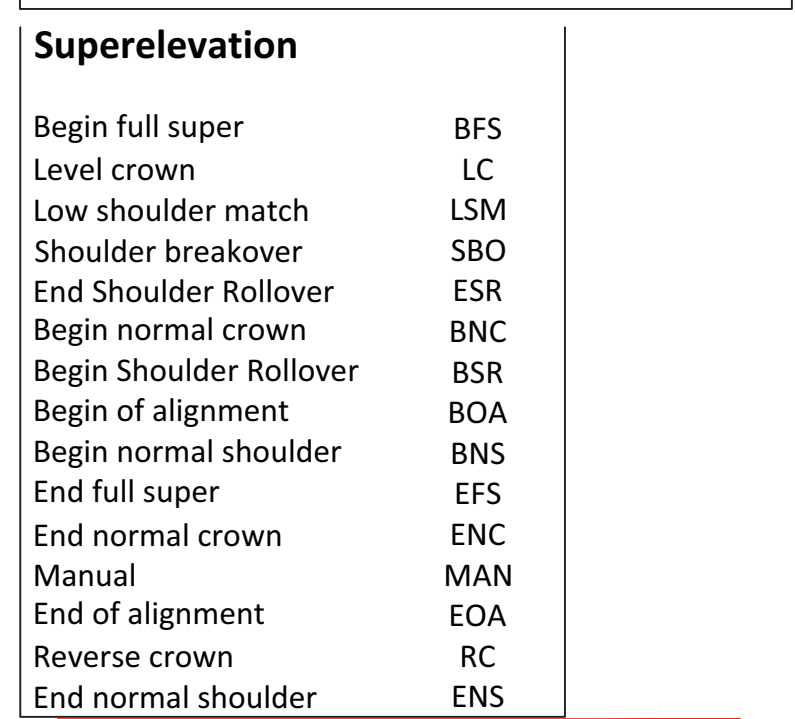 Superelevation
Begin full super BFS
Level crown LC
Low shoulder match LSM
Shoulder breakover SBO
End Shoulder Rollover ESR
Begin normal crown BNC
Begin Shoulder Rollover BSR
Begin of alignment BOA
Begin normal shoulder BNS
End full super EFS
End normal crown ENC
Manual MAN
End of alignment EOA
Reverse crown RC
End normal shoulder ENS